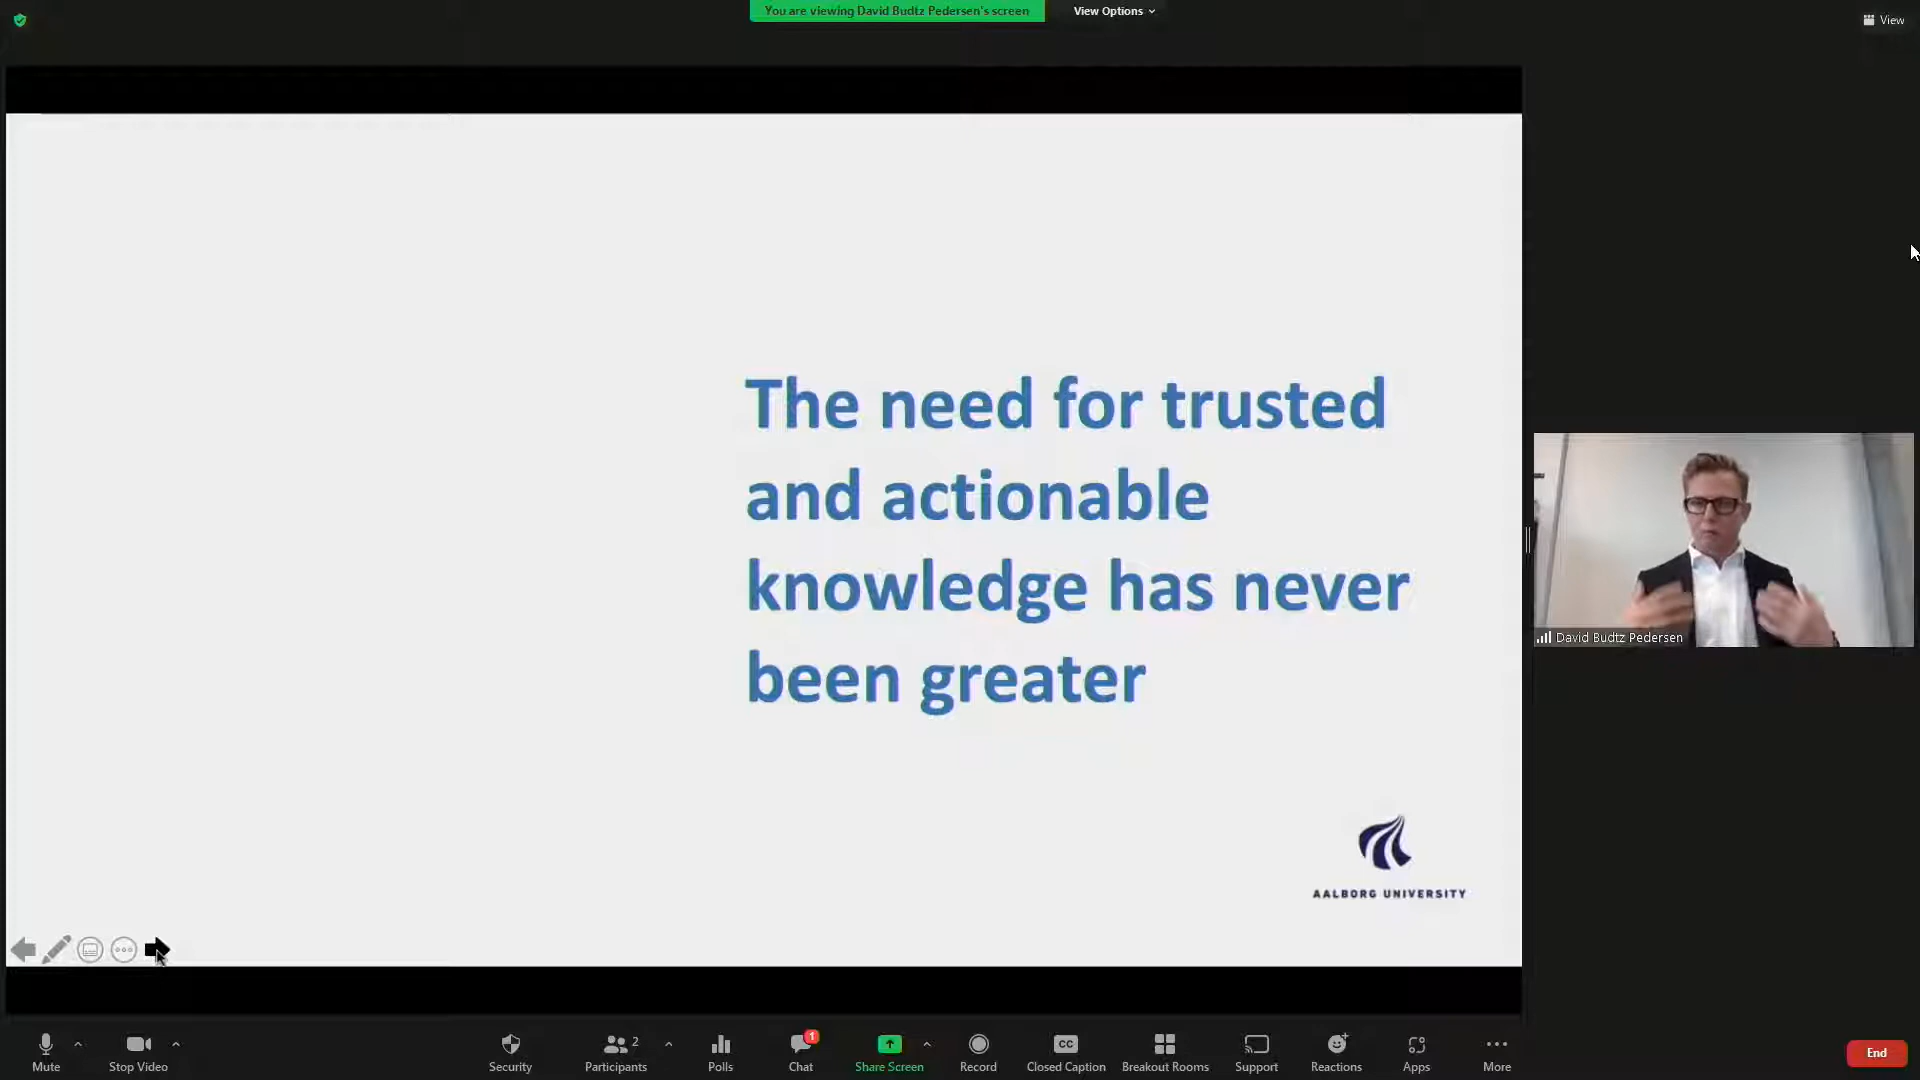 You are viewing David Budtz Pedersen's screen
View Options
View
The need for trusted
and actionable
knowledge has never
been greater
David Budtz Pedersen
AALBORG UNIVERSITY
Mute
Stop Video
Security
2
Participants
Polls
1
Chat
Share Screen
Record
CC
Closed Caption
Breakout Rooms
Support
Reactions
Apps
More
End